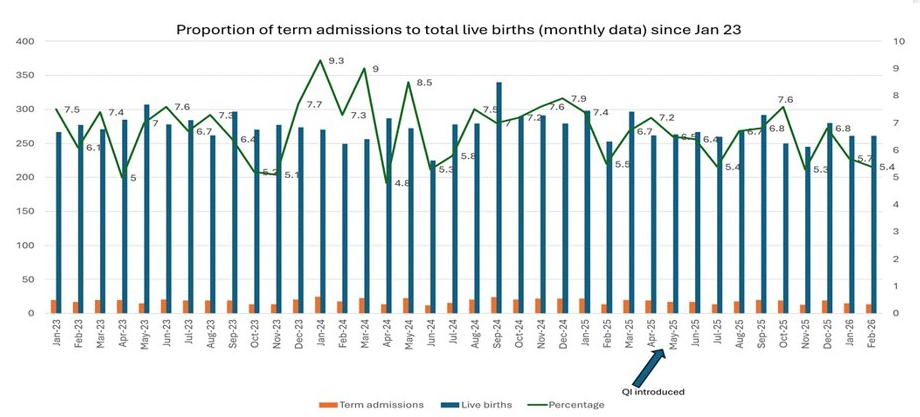 Proportion of term admissions to total live births (monthly data) since Jan 23
400
350
300
250
200
150
100
50
0
10
9
8
7
6
5
4
3
2
1
0
7.5
6.1
7.4
5
7
7.6
6.7
7.3
6.4
5.2
5.1
7.7
9.3
7.3
9
4.8
8.5
5.3
5.8
7.5
7
7.2
7.6
7.9
7.4
5.5
6.7
7.2
6.5
6.4
5.4
6.7
6.8
7.6
5.3
6.8
5.7
5.4
Jan-23
Feb-23
Mar-23
Apr-23
May-23
Jun-23
Jul-23
Aug-23
Sep-23
Oct-23
Nov-23
Dec-23
Jan-24
Feb-24
Mar-24
Apr-24
May-24
Jun-24
Jul-24
Aug-24
Sep-24
Oct-24
Nov-24
Dec-24
Jan-25
Feb-25
Mar-25
Apr-25
May-25
Jun-25
Jul-25
Aug-25
Sep-25
Oct-25
Nov-25
Dec-25
Jan-26
Feb-26
QI introduced
Term admissions Live births Percentage